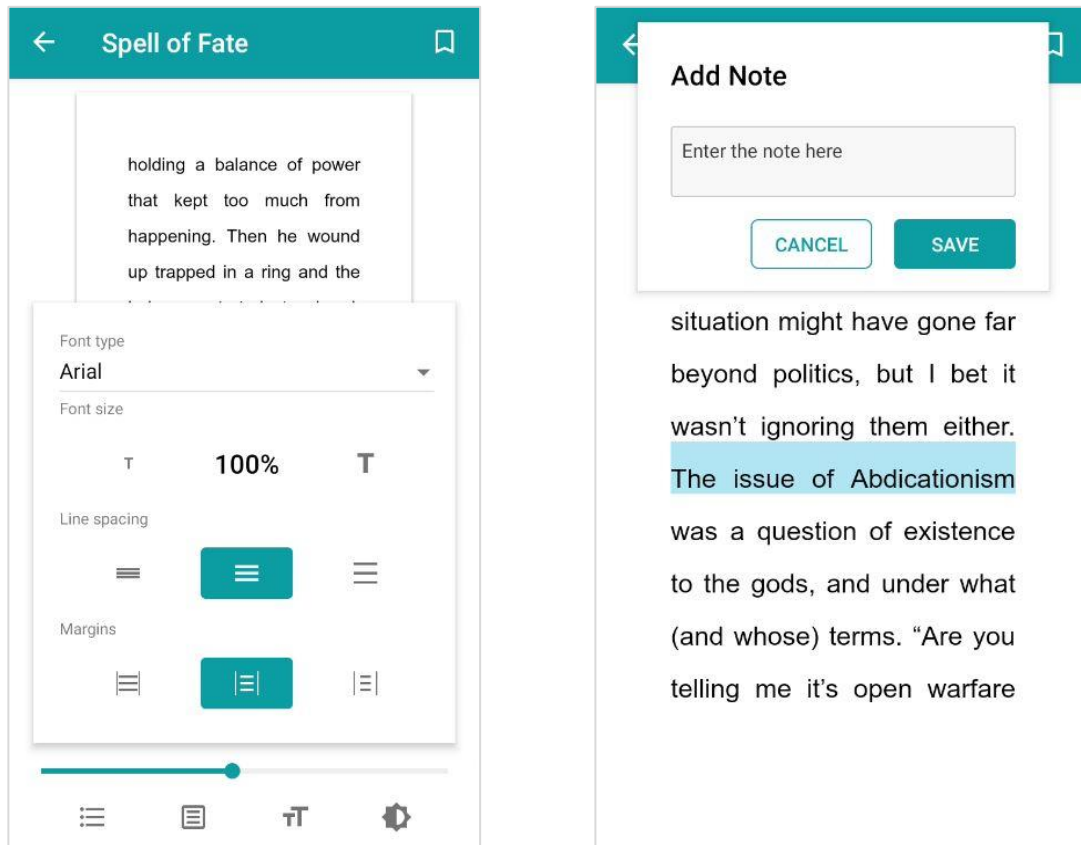 Spell of Fate
holding a balance of power
that kept too much from
happening. Then he wound
up trapped in a ring and the
Font type
Arial
Font size
T 100% T
Line spacing
Margins
TT
Add Note
Enter the note here
CANCEL SAVE
situation might have gone far
beyond politics, but I bet it
wasn’t ignoring them either.
The issue of Abdicationism
was a question of existence
to the gods, and under what
(and whose) terms. “Are you
telling me it’s open warfare